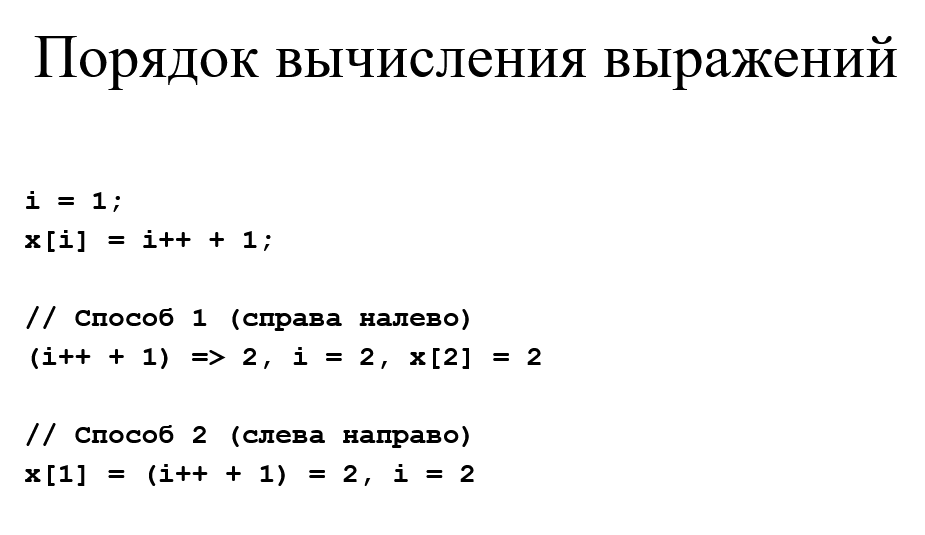 Порядок вычисления выражений
i = 1;
x[i] = i++ + 1;
// Способ 1 (справа налево)
(i++ + 1) => 2, i = 2, x[2] = 2
// Способ 2 (слева направо)
x[1] = (i++ + 1) = 2, i = 2